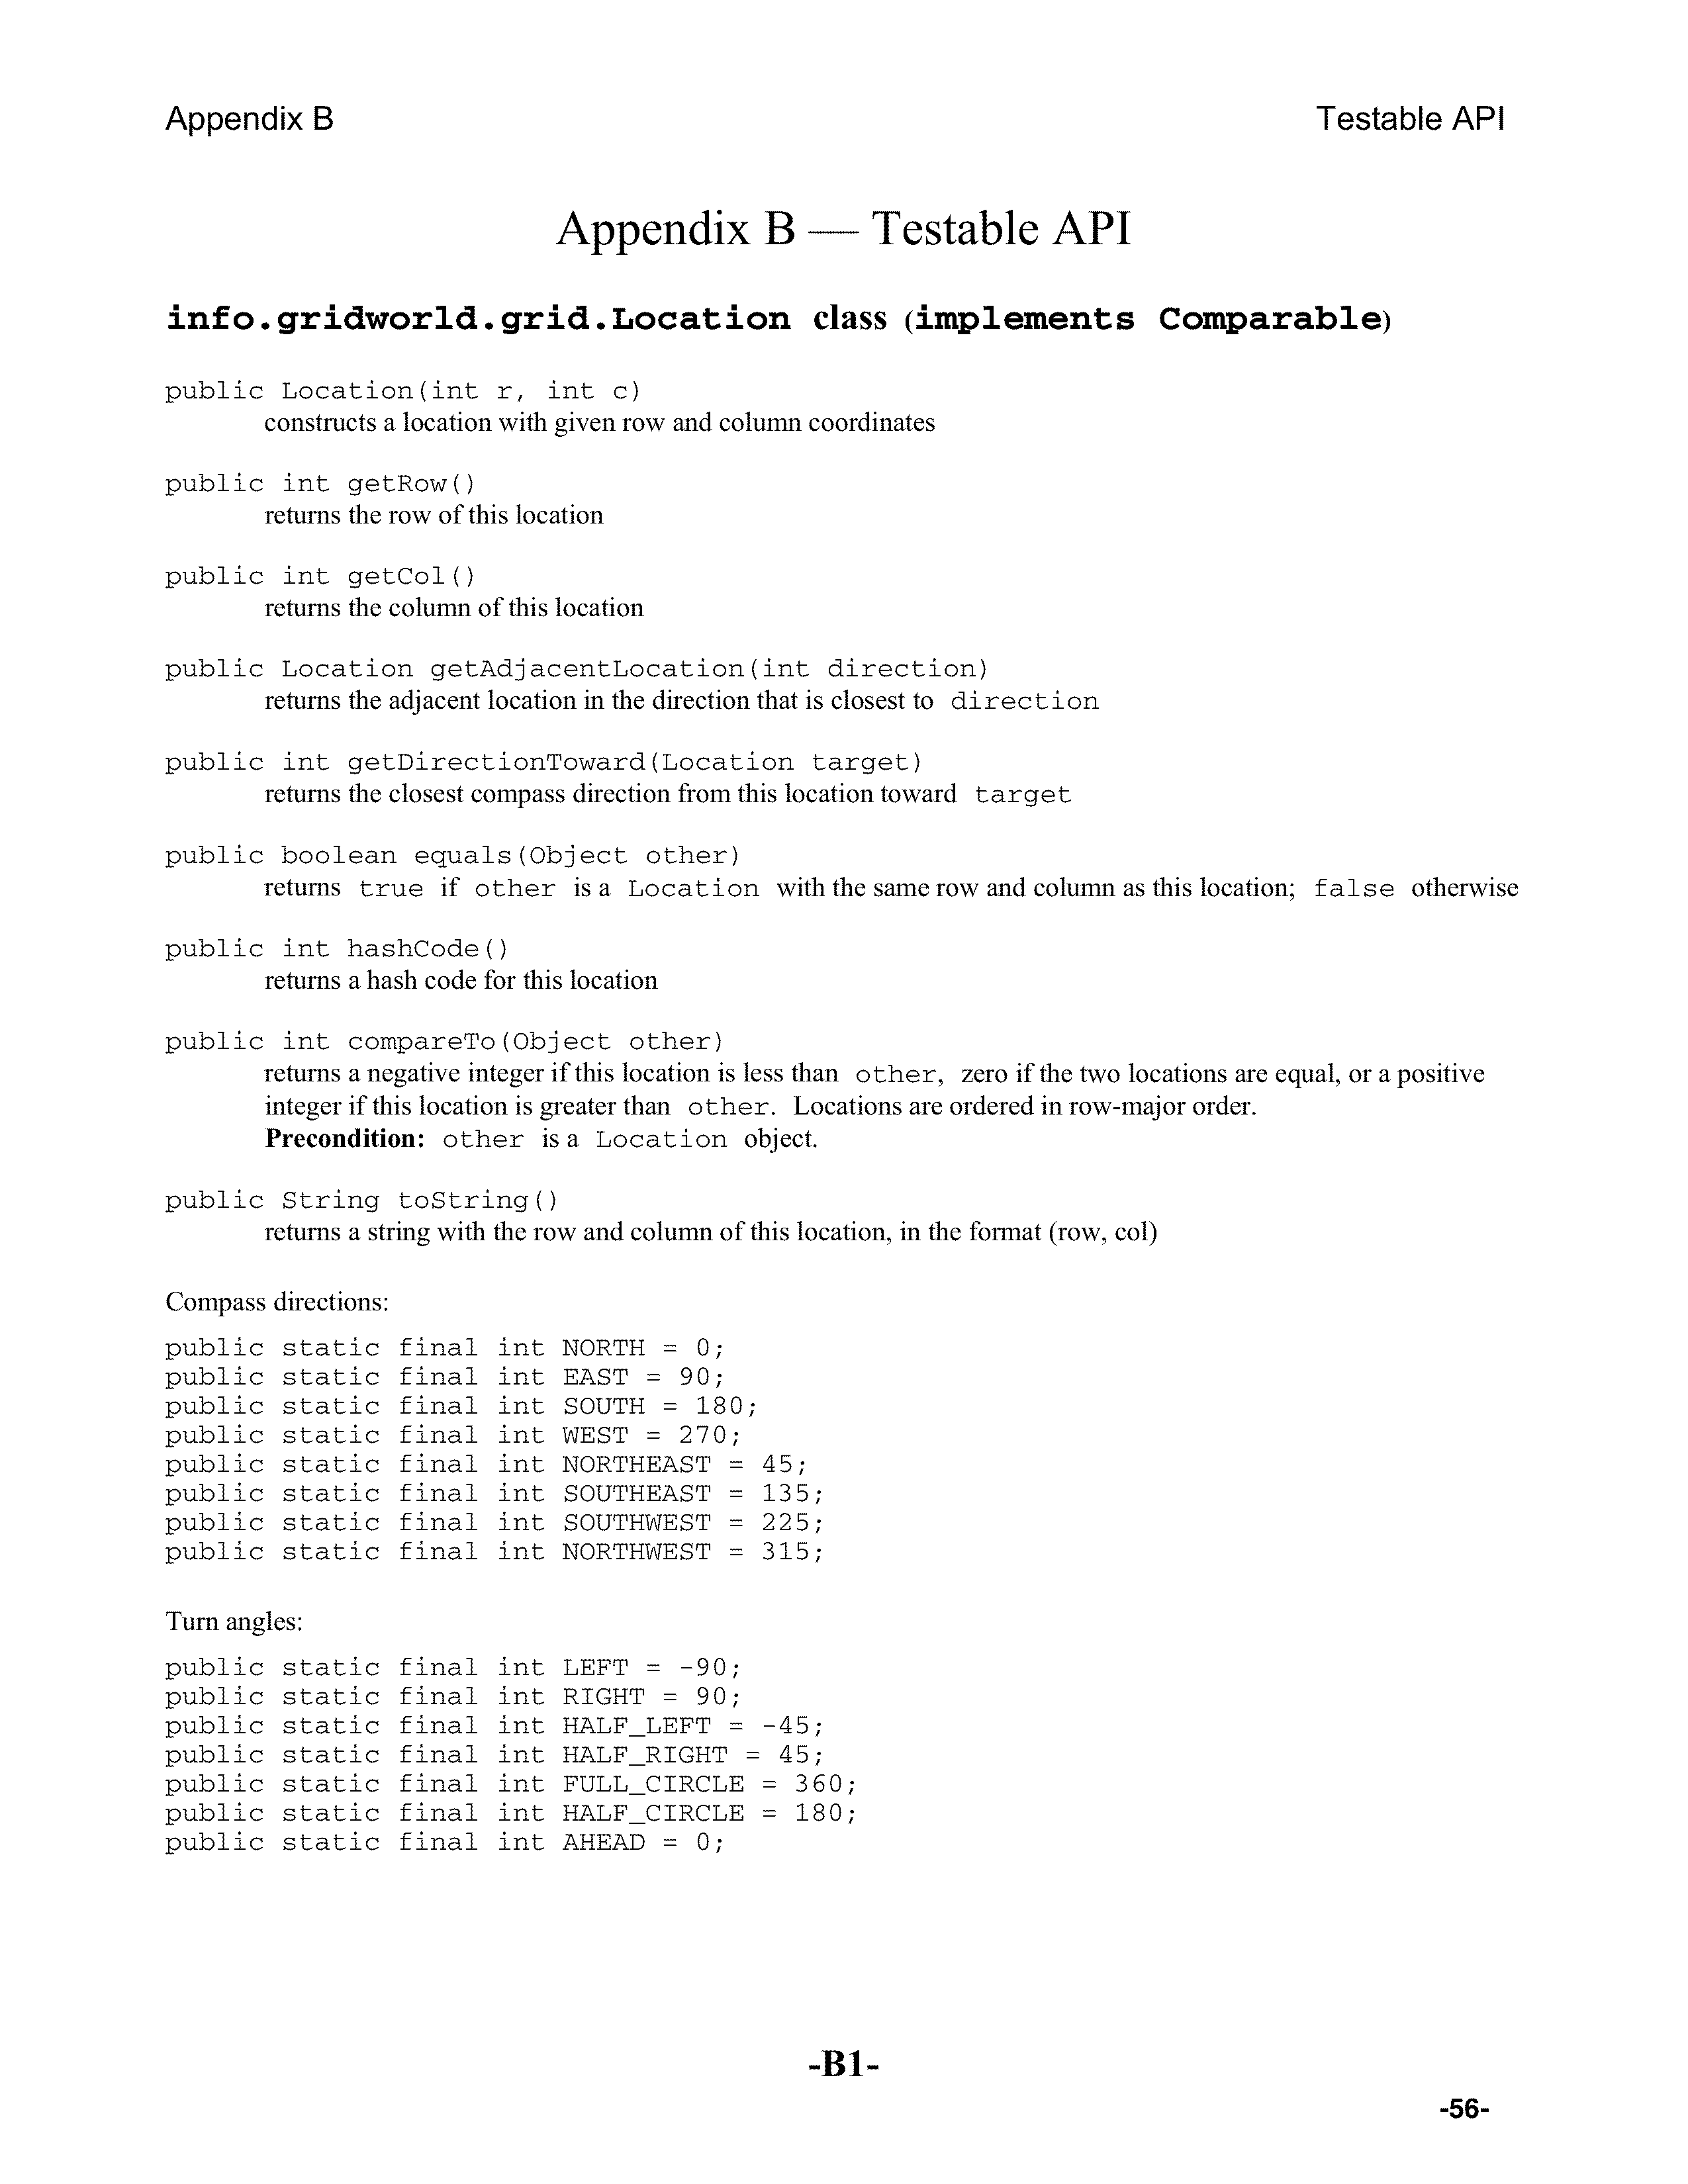 Appendix B
Testable API
Appendix B — Testable API
info.gridworld.grid.Location class (implements Comparable)
public Location(int r, int c)
constructs a location with given row and column coordinates
public int getRow()
returns the row of this location
public int getCol()
returns the column of this location
public Location getAdjacentLocation(int direction)
returns the adjacent location in the direction that is closest to direction
public int getDirectionToward(Location target)
returns the closest compass direction from this location toward target
public boolean equals(Object other)
returns true if other is a Location with the same row and column as this location; false otherwise
public int hashCode()
returns a hash code for this location
public int compareTo(Object other)
returns a negative integer if this location is less than other, zero if the two locations are equal, or a positive
integer if this location is greater than other. Locations are ordered in row-major order.
Precondition: other is a Location object.
public String toString()
returns a string with the row and column of this location, in the format (row, col)
Compass directions:
public static final int NORTH = 0;
public static final int EAST = 90;
public static final int SOUTH = 180;
public static final int WEST = 270;
public static final int NORTHEAST = 45;
public static final int SOUTHEAST = 135;
public static final int SOUTHWEST = 225;
public static final int NORTHWEST = 315;
Turn angles:
public static final int LEFT = -90;
public static final int RIGHT = 90;
public static final int HALF_LEFT = -45;
public static final int HALF_RIGHT = 45;
public static final int FULL_CIRCLE = 360;
public static final int HALF_CIRCLE = 180;
public static final int AHEAD = 0;
-B1-
-56-